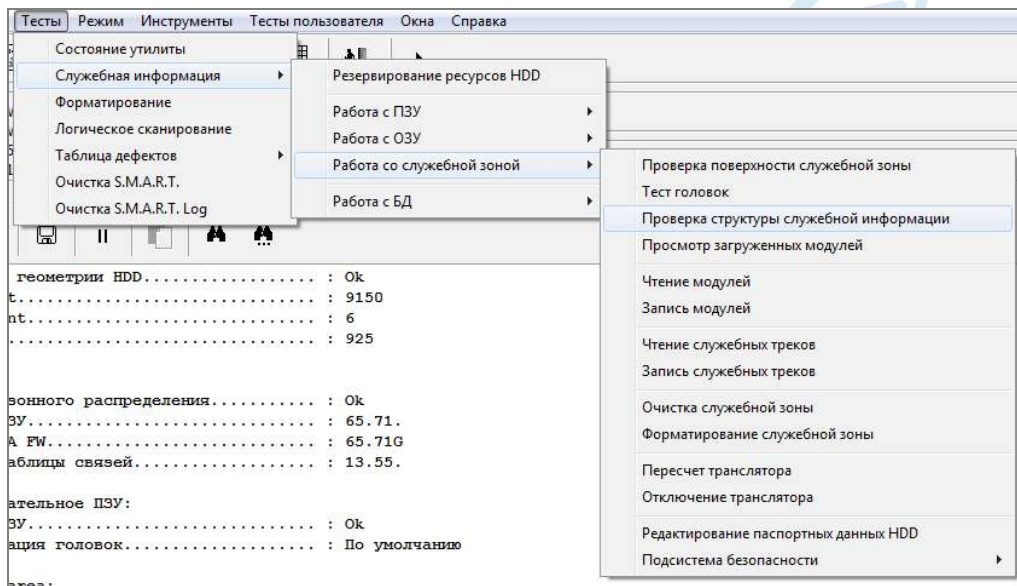 Тесты Режим Инструменты Тесты пользователя Окна Справка
Состояние утилиты
Служебная информация
Форматирование
Логическое сканирование
Таблица дефектов
Очистка S.M.A.R.T.
Очистка S.M.A.R.T. Log
Резервирование ресурсов HDD
Работа с ПЗУ
Работа с ОЗУ
Работа со служебной зоной
Работа с БД
Проверка поверхности служебной зоны
Тест головок
Проверка структуры служебной информации
Просмотр загруженных модулей
Чтение модулей
Запись модулей
Чтение служебных треков
Запись служебных треков
Очистка служебной зоны
Форматирование служебной зоны
Пересчет транслятора
Отключение транслятора
Редактирование паспортных данных HDD
Подсистема безопасности
геометрии HDD.................. : Ok
t.............................. : 9150
nt............................. : 6
............................... : 925
зонного распределения........... : Ok
ЗУ............................. : 65.71.
A FW........................... : 65.71G
аблицы связей.................. : 13.55.
ательное ПЗУ:
ЗУ............................. : Ok
ация головок................... : По умолчанию
area: